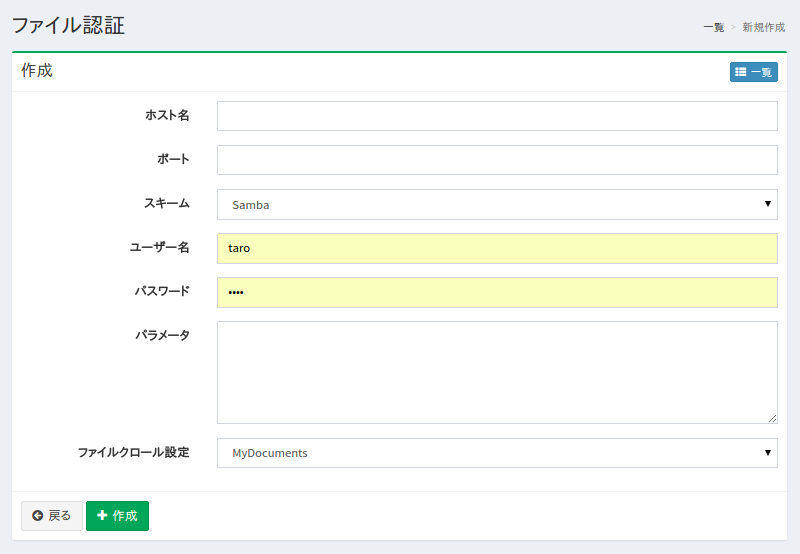 ファイル認証
一覧 > 新規作成
作成
一覧
ホスト名
ポート
スキーム
Samba
ユーザー名
taro
パスワード
••••
パラメータ
ファイルクロール設定
MyDocuments
戻る
作成